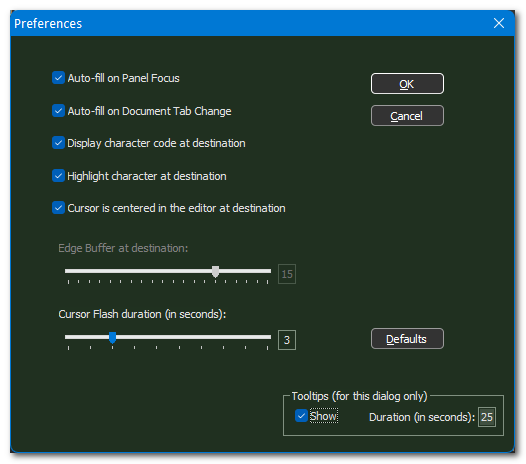 Preferences
Auto-fill on Panel Focus
OK
Auto-fill on Document Tab Change
Cancel
Display character code at destination
Highlight character at destination
Cursor is centered in the editor at destination
Edge Buffer at destination:
15
Cursor Flash duration (in seconds):
3
Defaults
Tooltips (for this dialog only)
Show
Duration (in seconds): 25